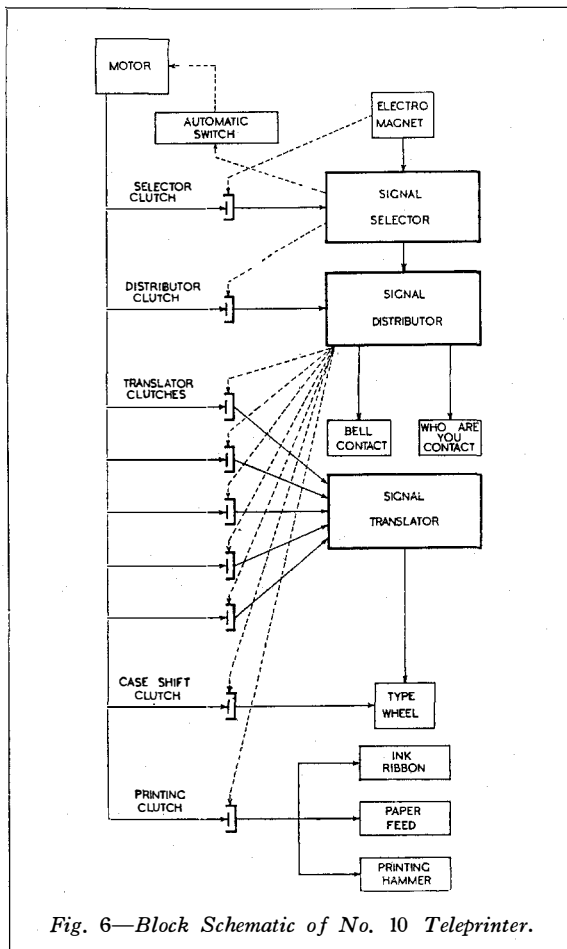 MOTOR
ELECTRO
MAGNET
AUTOMATIC
SWITCH
SELECTOR
CLUTCH
SIGNAL
SELECTOR
DISTRIBUTOR
CLUTCH
SIGNAL
DISTRIBUTOR
TRANSLATOR
CLUTCHES
BELL
CONTACT
WHO ARE
YOU
CONTACT
SIGNAL
TRANSLATOR
CASE SHIFT
CLUTCH
TYPE
WHEEL
INK
RIBBON
PRINTING
CLUTCH
PAPER
FEED
PRINTING
HAMMER
Fig. 6—Block Schematic of No. 10 Teleprinter.